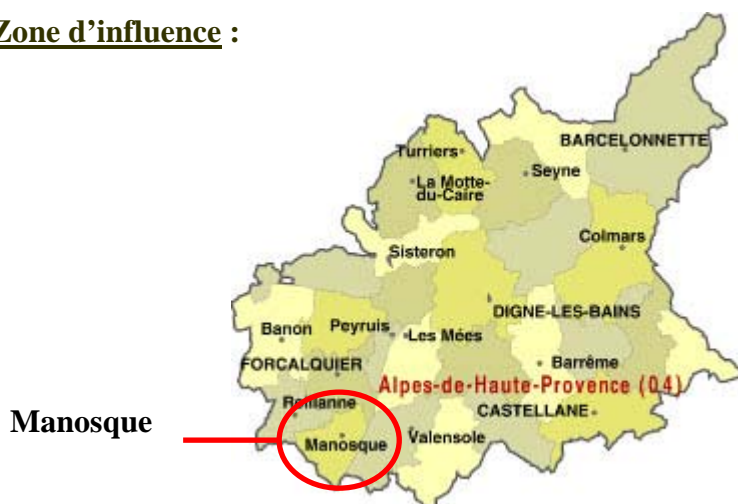 Zone d’influence :
BARCELONNETTE
Turriers
Seyne
La Motte-
du-Caire
Colmars
Sisteron
DIGNE-LES-BAINS
Banon
Peyruis
Les Mées
FORCALQUIER
Barrême
Alpes-de-Haute-Provence (04)
Reillanne
CASTELLANE
Manosque
Valensole
Manosque